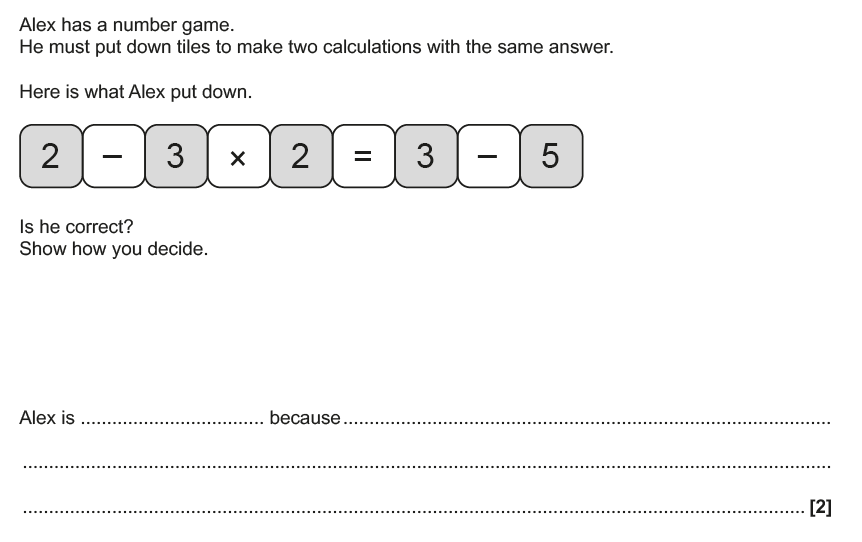 Alex has a number game.
He must put down tiles to make two calculations with the same answer.
Here is what Alex put down.
2 – 3 × 2 = 3 – 5
Is he correct?
Show how you decide.
Alex is ................................... because.............................................................................................
..........................................................................................................................................................
..................................................................................................................................................... [2]